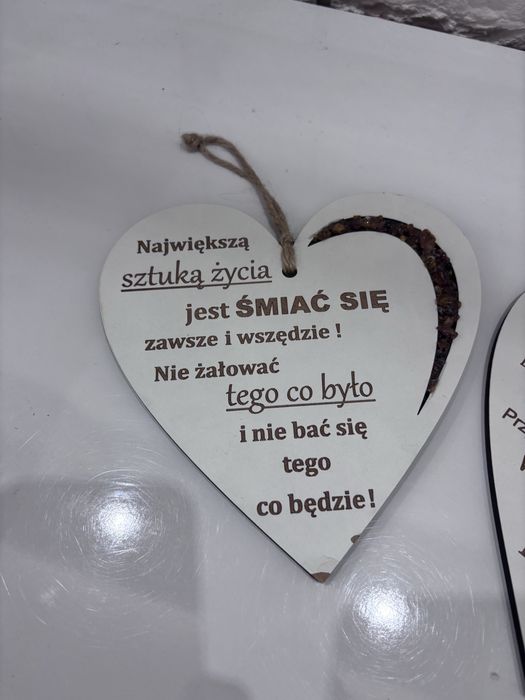 Największą
sztuką życia
jest ŚMIAĆ SIĘ
zawsze i wszędzie !
Nie żałować
tego co było
i nie bać się
tego
co będzie!